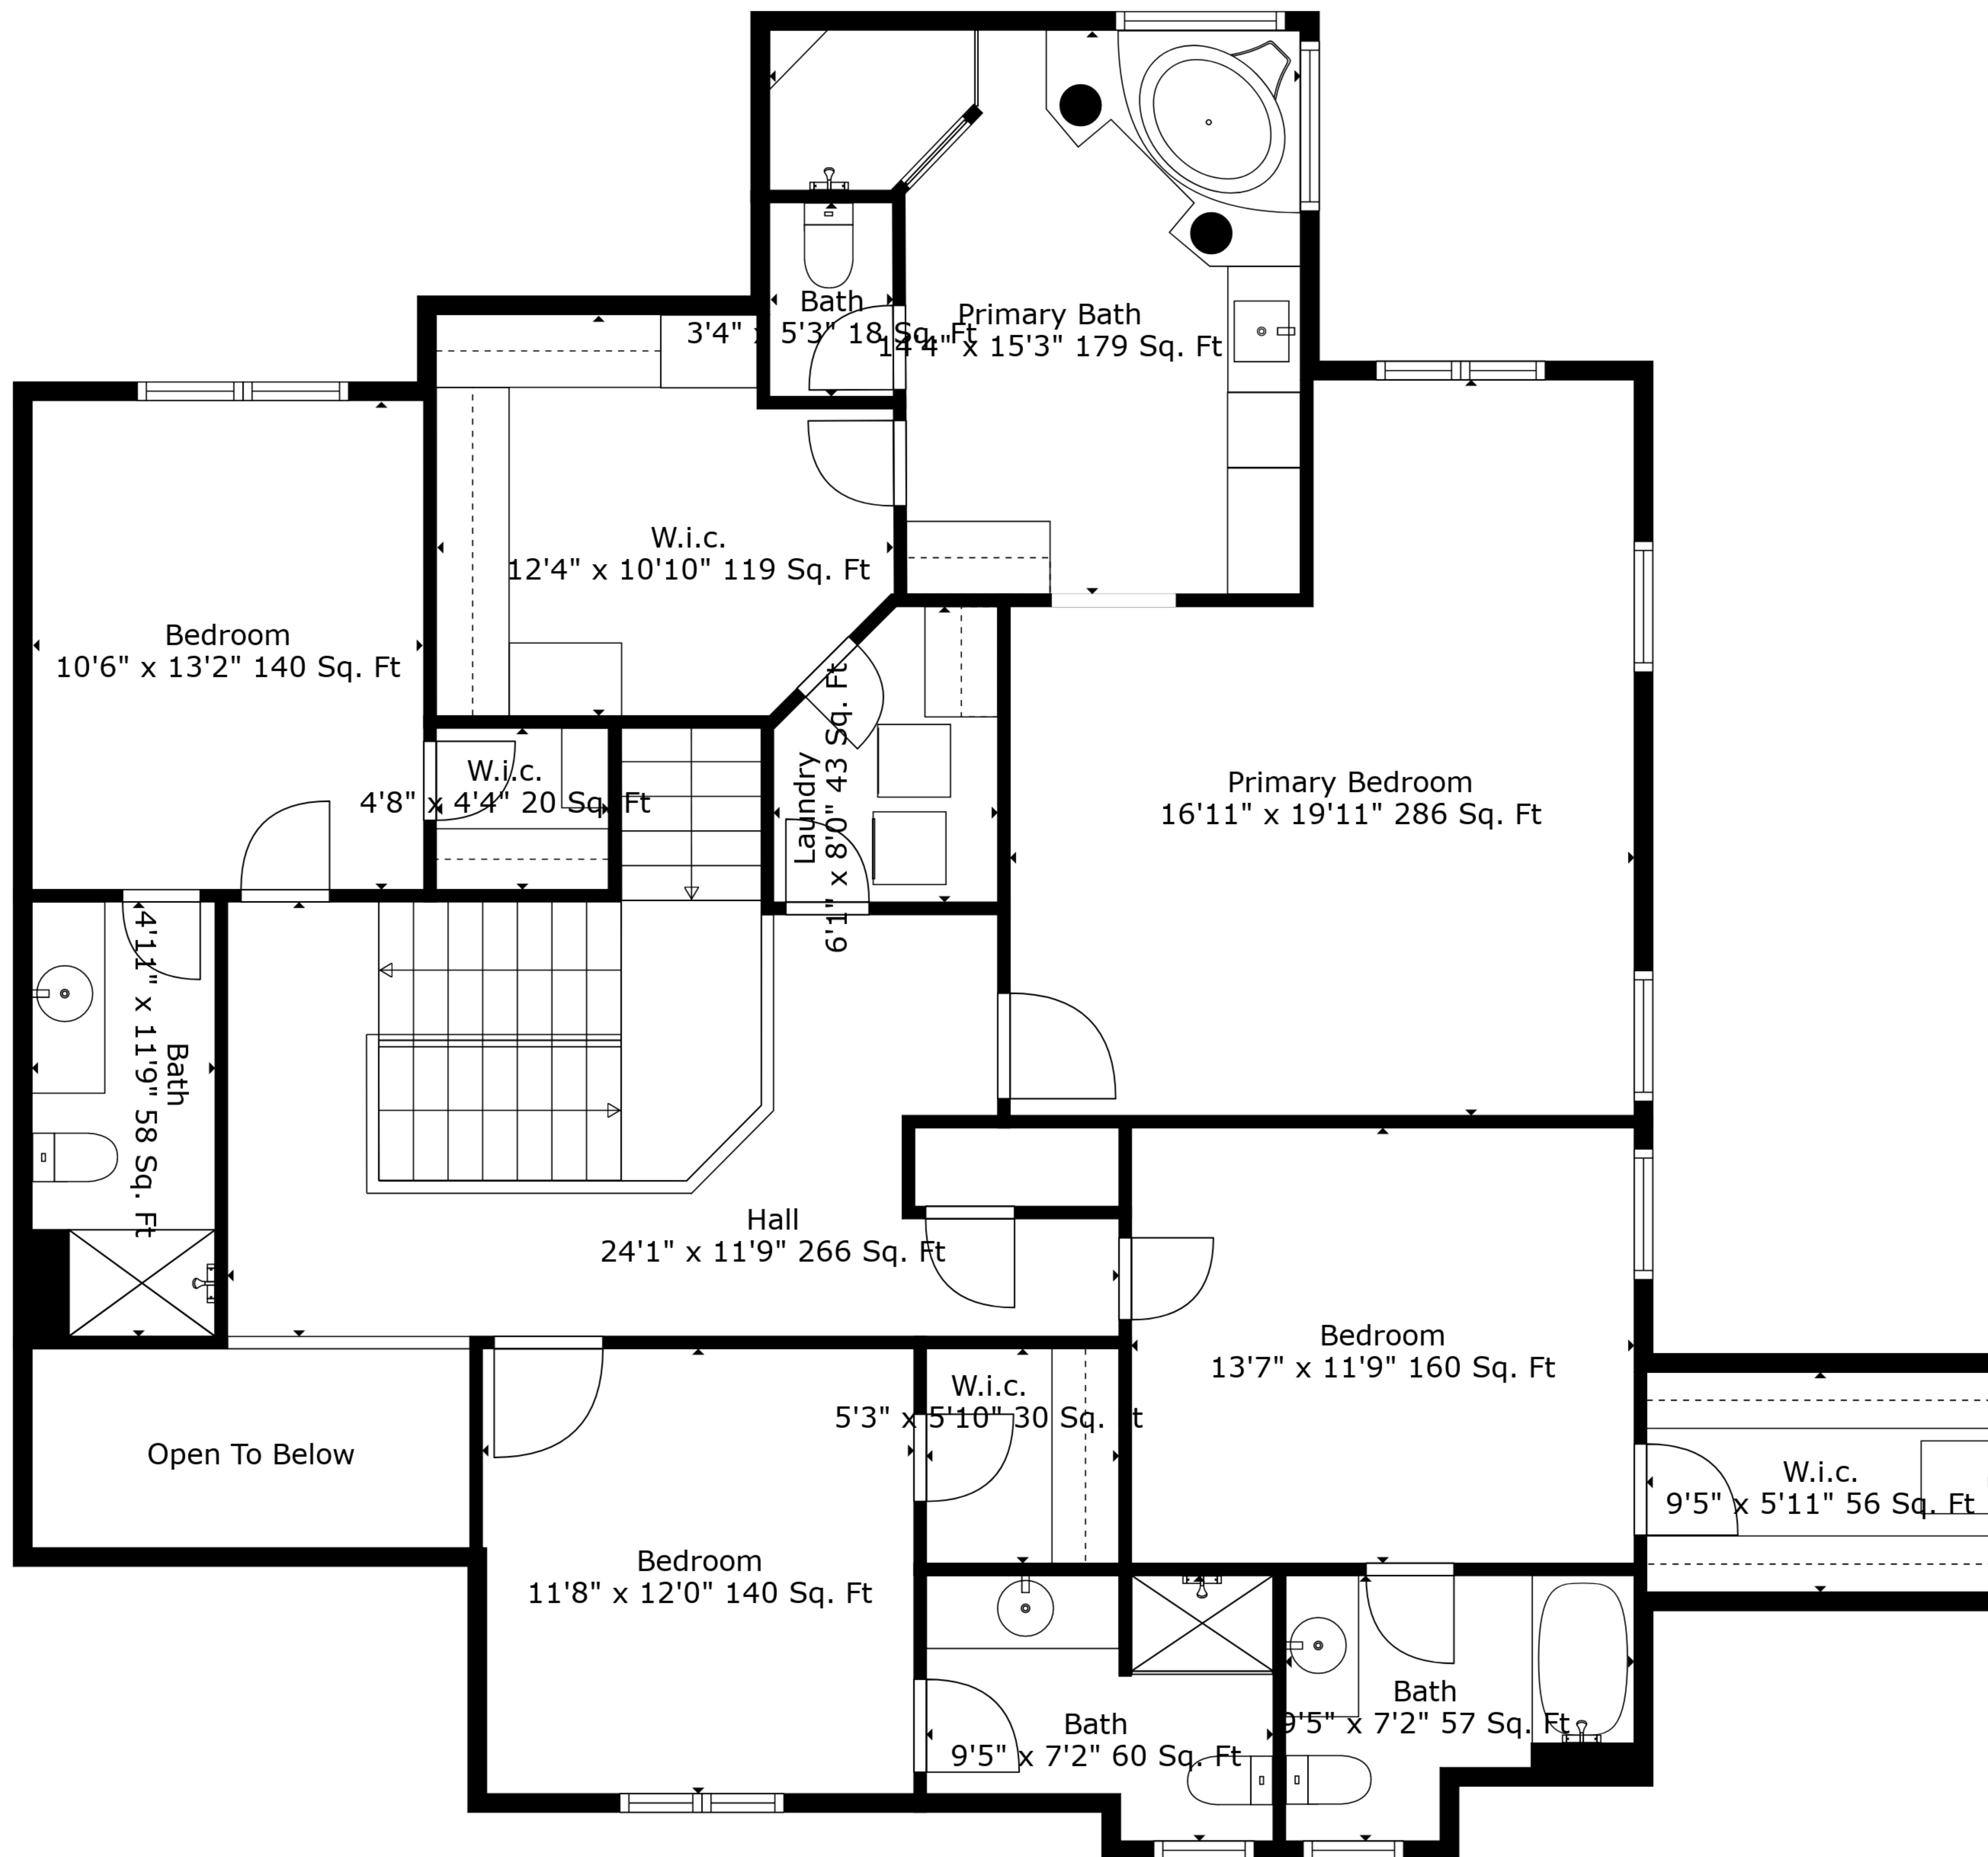 Bath
3'4" x 5'3" 18 Sq. Ft
Primary Bath
14'4" x 15'3" 179 Sq. Ft
W.i.c.
12'4" x 10'10" 119 Sq. Ft
Bedroom
10'6" x 13'2" 140 Sq. Ft
W.i.c.
4'8" x 4'4" 20 Sq. Ft
Laundry
6'1" x 8'0" 43 Sq. Ft
Primary Bedroom
16'11" x 19'11" 286 Sq. Ft
Bath
4'11" x 11'9" 58 Sq. Ft
Hall
24'1" x 11'9" 266 Sq. Ft
Bedroom
13'7" x 11'9" 160 Sq. Ft
W.i.c.
5'3" x 5'10" 30 Sq. Ft
Open To Below
W.i.c.
9'5" x 5'11" 56 Sq. Ft
Bedroom
11'8" x 12'0" 140 Sq. Ft
Bath
9'5" x 7'2" 57 Sq. Ft
Bath
9'5" x 7'2" 60 Sq. Ft